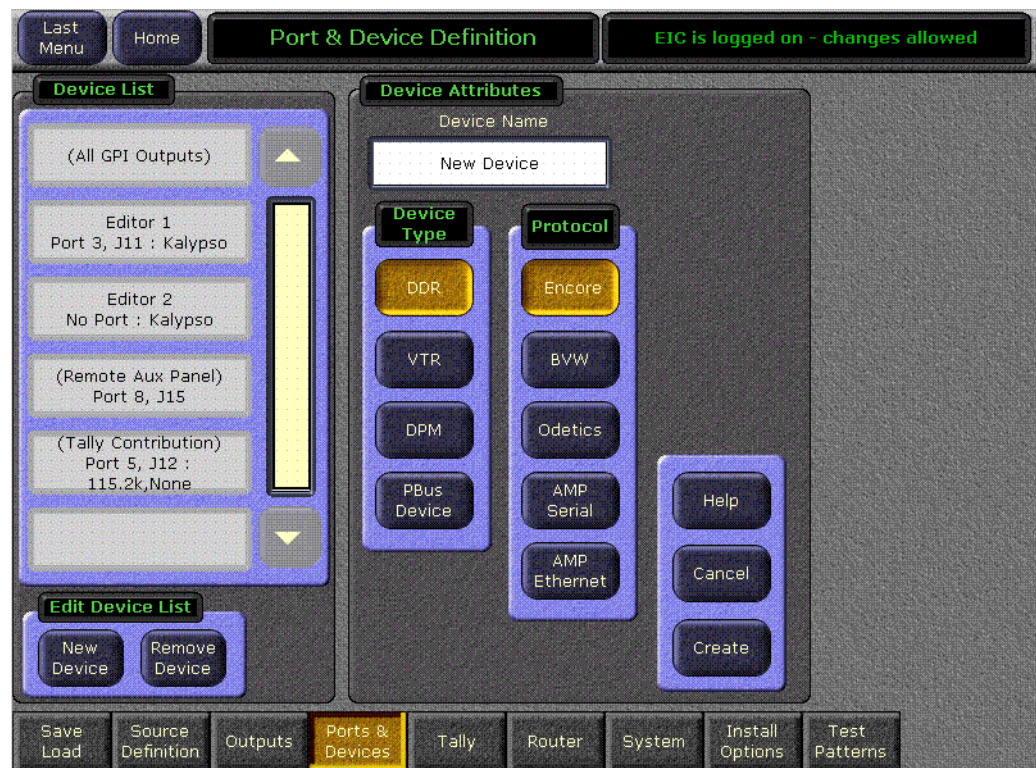 Last
Menu
Home
Port & Device Definition
EIC is logged on - changes allowed
Device List
(All GPI Outputs)
Editor 1
Port 3, J11 : Kalypso
Editor 2
No Port : Kalypso
(Remote Aux Panel)
Port 8, J15
(Tally Contribution)
Port 5, J12 :
115.2k,None
Edit Device List
New
Device
Remove
Device
Device Attributes
Device Name
New Device
Device
Type
DDR
VTR
DPM
PBus
Device
Protocol
Encore
BVW
Odetics
AMP
Serial
AMP
Ethernet
Help
Cancel
Create
Save
Load
Source
Definition
Outputs
Ports &
Devices
Tally
Router
System
Install
Options
Test
Patterns